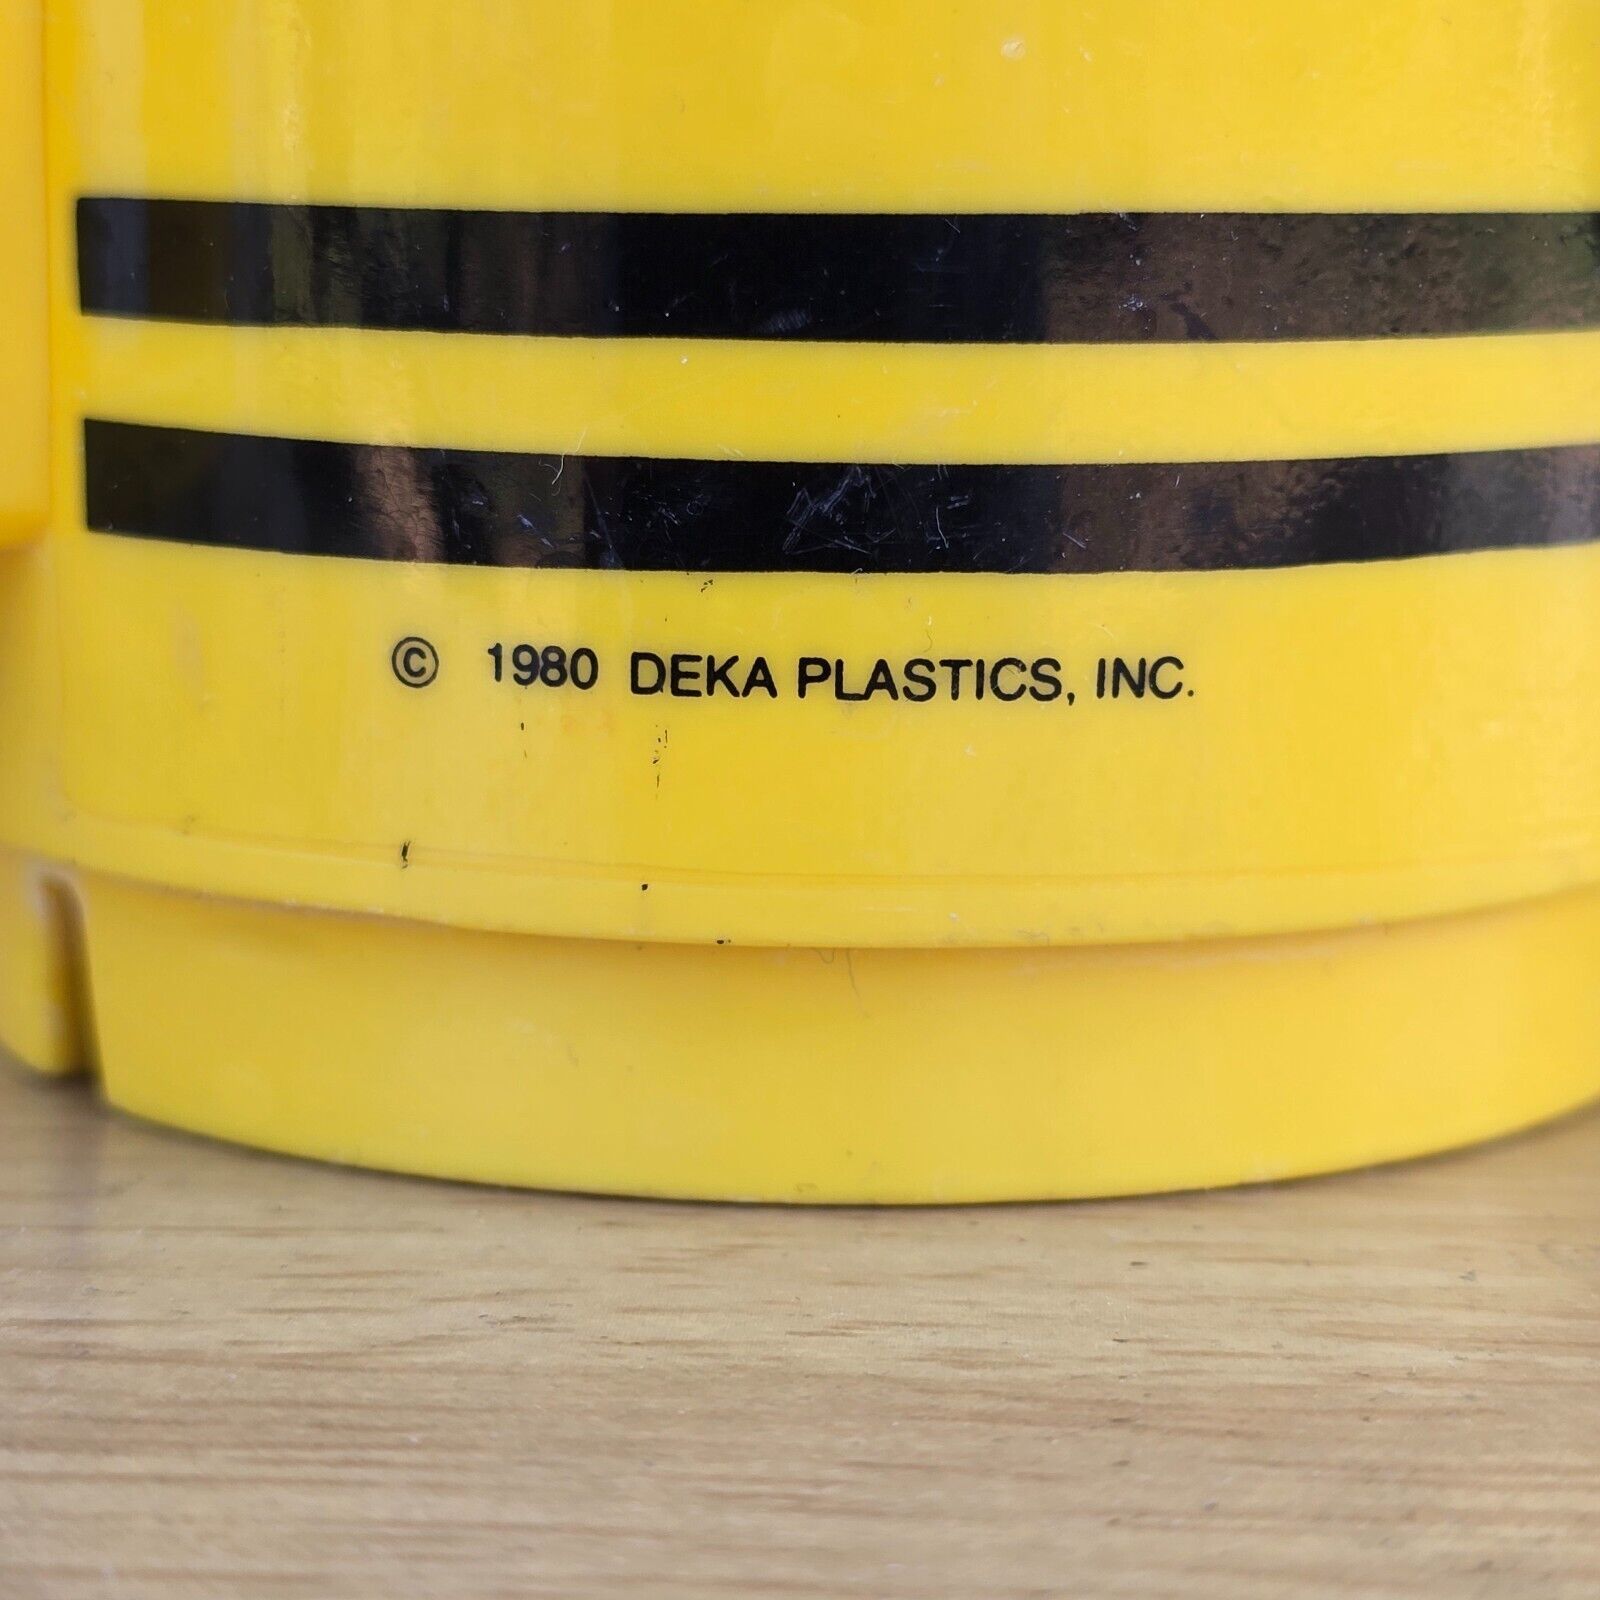 © 1980 DEKA PLASTICS, INC.